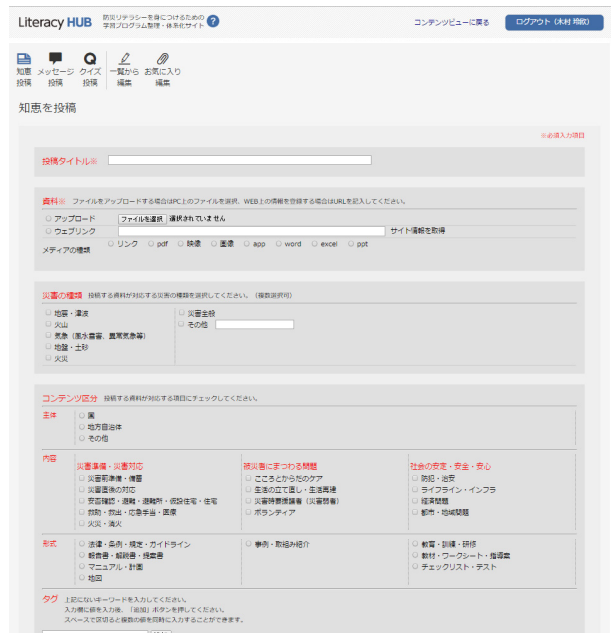 Literacy HUB
防災リテラシーを身につけるための
学習プログラム整理・体系化サイト ?
コンテンツビューに戻る
ログアウト（木村 玲欧）
知恵 投稿
メッセージ 投稿
Q
クイズ 投稿
一覧から 編集
お気に入り 編集
知恵を投稿
※必須入力項目
投稿タイトル※
資料※ ファイルをアップロードする場合はPC上のファイルを選択、WEB上の情報を登録する場合はURLを記入してください。
アップロード ファイルを選択 選択されていません
ウェブリンク サイト情報を取得
メディアの種類 リンク pdf 映像 画像 app word excel ppt
災害の種類 投稿する資料が対応する災害の種類を選択してください。（複数選択可）
地震・津波 災害全般
火山 その他
気象（風水雪害、異常気象等）
地盤・土砂
火災
コンテンツ区分 投稿する資料が対応する項目にチェックしてください。
主体 国
地方自治体
その他
内容
災害準備・災害対応 被災者にまつわる問題 社会の安定・安全・安心
災害前準備・備蓄 こころとからだのケア 防犯・治安
災害直後の対応 生活の立て直し・生活再建 ライフライン・インフラ
安否確認・避難・避難所・仮設住宅・住宅 災害時要援護者（災害弱者） 経済問題
救助・救出・応急手当・医療 ボランティア 都市・地域問題
火災・消火
形式 法律・条例・規定・ガイドライン 事例・取組み紹介 教育・訓練・研修
報告書・解説書・提案書 教材・ワークシート・指導案
マニュアル・計画 チェックリスト・テスト
地図
タグ 上記にないキーワードを入力してください。
入力欄に値を入力後、「追加」ボタンを押してください。
スペースで区切ると複数の値を同時に入力することができます。